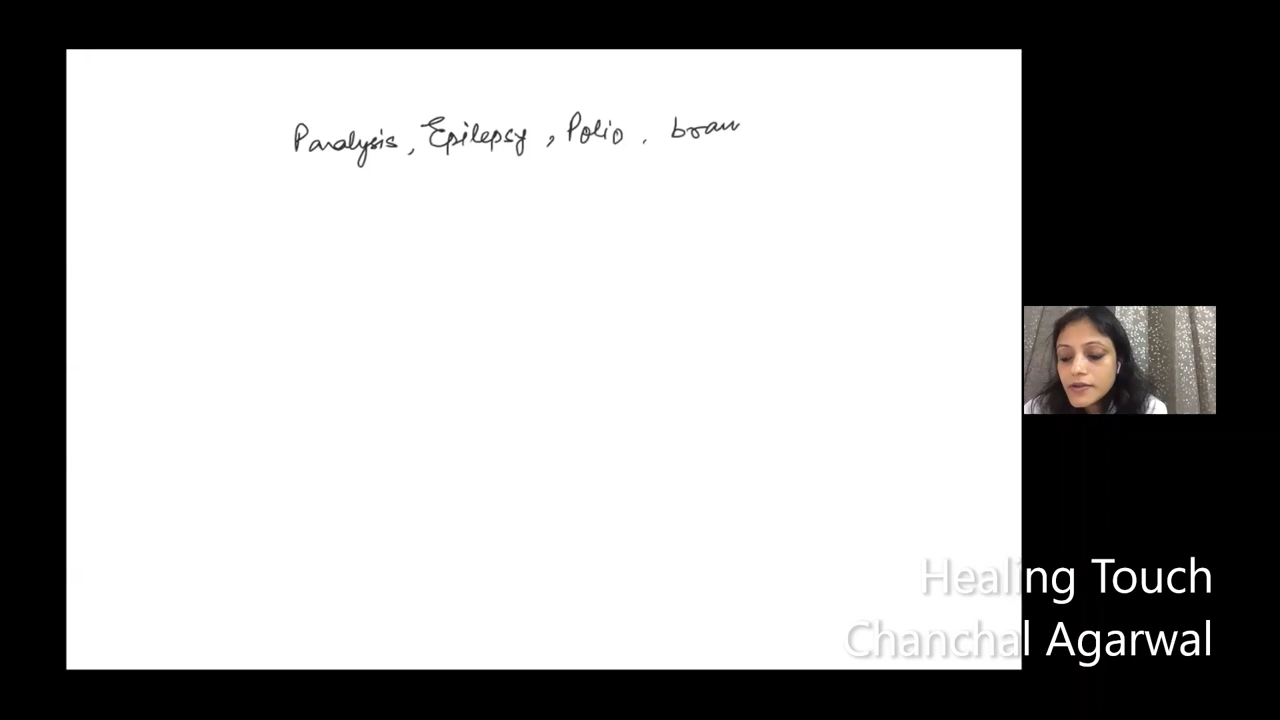 Paralysis, Epilepsy, Polio, brain
Healing Touch
Chanchal Agarwal